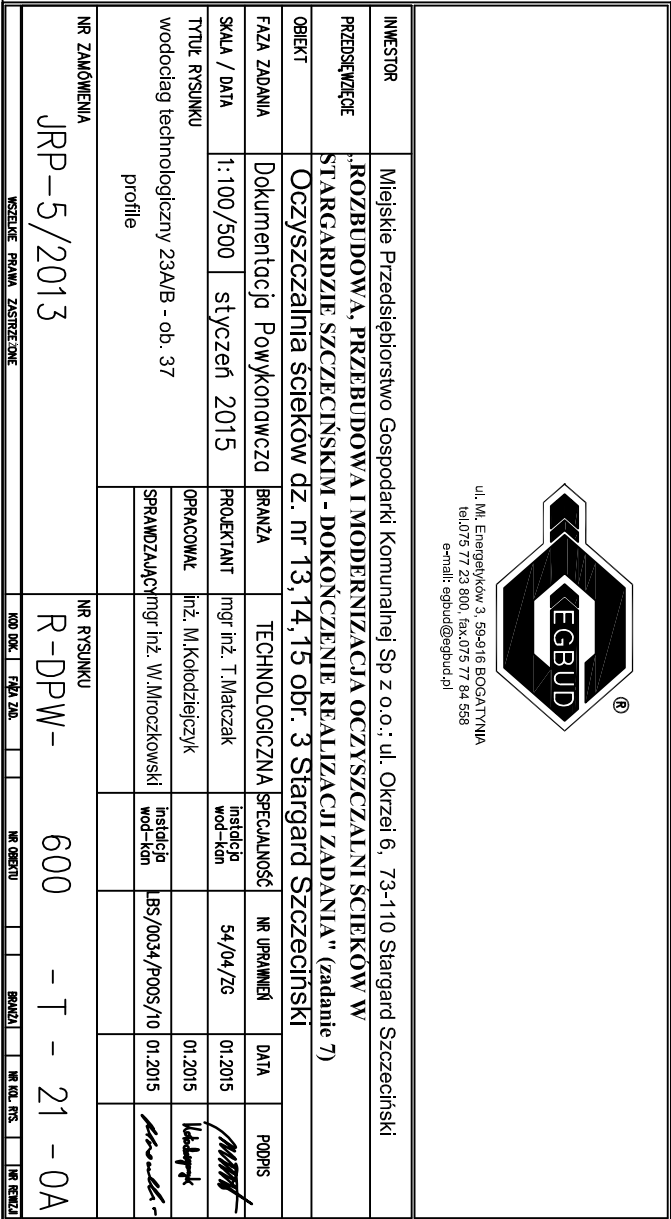 EGBUD
®
ul. Mł. Energetyków 3, 59-916 BOGATYNIA
tel.075 77 23 800, fax.075 77 84 558
e-mail: egbud@egbud.pl
INWESTOR Miejskie Przedsiębiorstwo Gospodarki Komunalnej Sp z o.o.; ul. Okrzei 6, 73-110 Stargard Szczeciński
PRZEDSIĘWZIĘCIE „ROZBUDOWA, PRZEBUDOWA I MODERNIZACJA OCZYSZCZALNI ŚCIEKÓW W
STARGARDZIE SZCZECIŃSKIM - DOKOŃCZENIE REALIZACJI ZADANIA" (zadanie 7)
OBIEKT Oczyszczalnia ścieków dz. nr 13,14,15 obr. 3 Stargard Szczeciński
FAZA ZADANIA Dokumentacja Powykonawcza BRANŻA TECHNOLOGICZNA SPECJALNOŚĆ NR UPRAWNIEŃ DATA PODPIS
SKALA / DATA 1:100/500 styczeń 2015 PROJEKTANT mgr inż. T.Matczak instalcja wod-kan 54/04/ZG 01.2015
TYTUŁ RYSUNKU OPRACOWAŁ inż. M.Kołodziejczyk 01.2015
wodociąg technologiczny 23A/B - ob. 37 SPRAWDZAJĄCY mgr inż. W.Mroczkowski instalcja wod-kan LBS/0034/POOS/10 01.2015
profile
NR ZAMÓWIENIA NR RYSUNKU
JRP-5/2013 R-DPW- 600 - T - 21 - 0A
WSZELKIE PRAWA ZASTRZEŻONE KOD DOK. FAZA ZAD. NR OBIEKTU BRANŻA NR KOL. RYS. NR REWIZJI